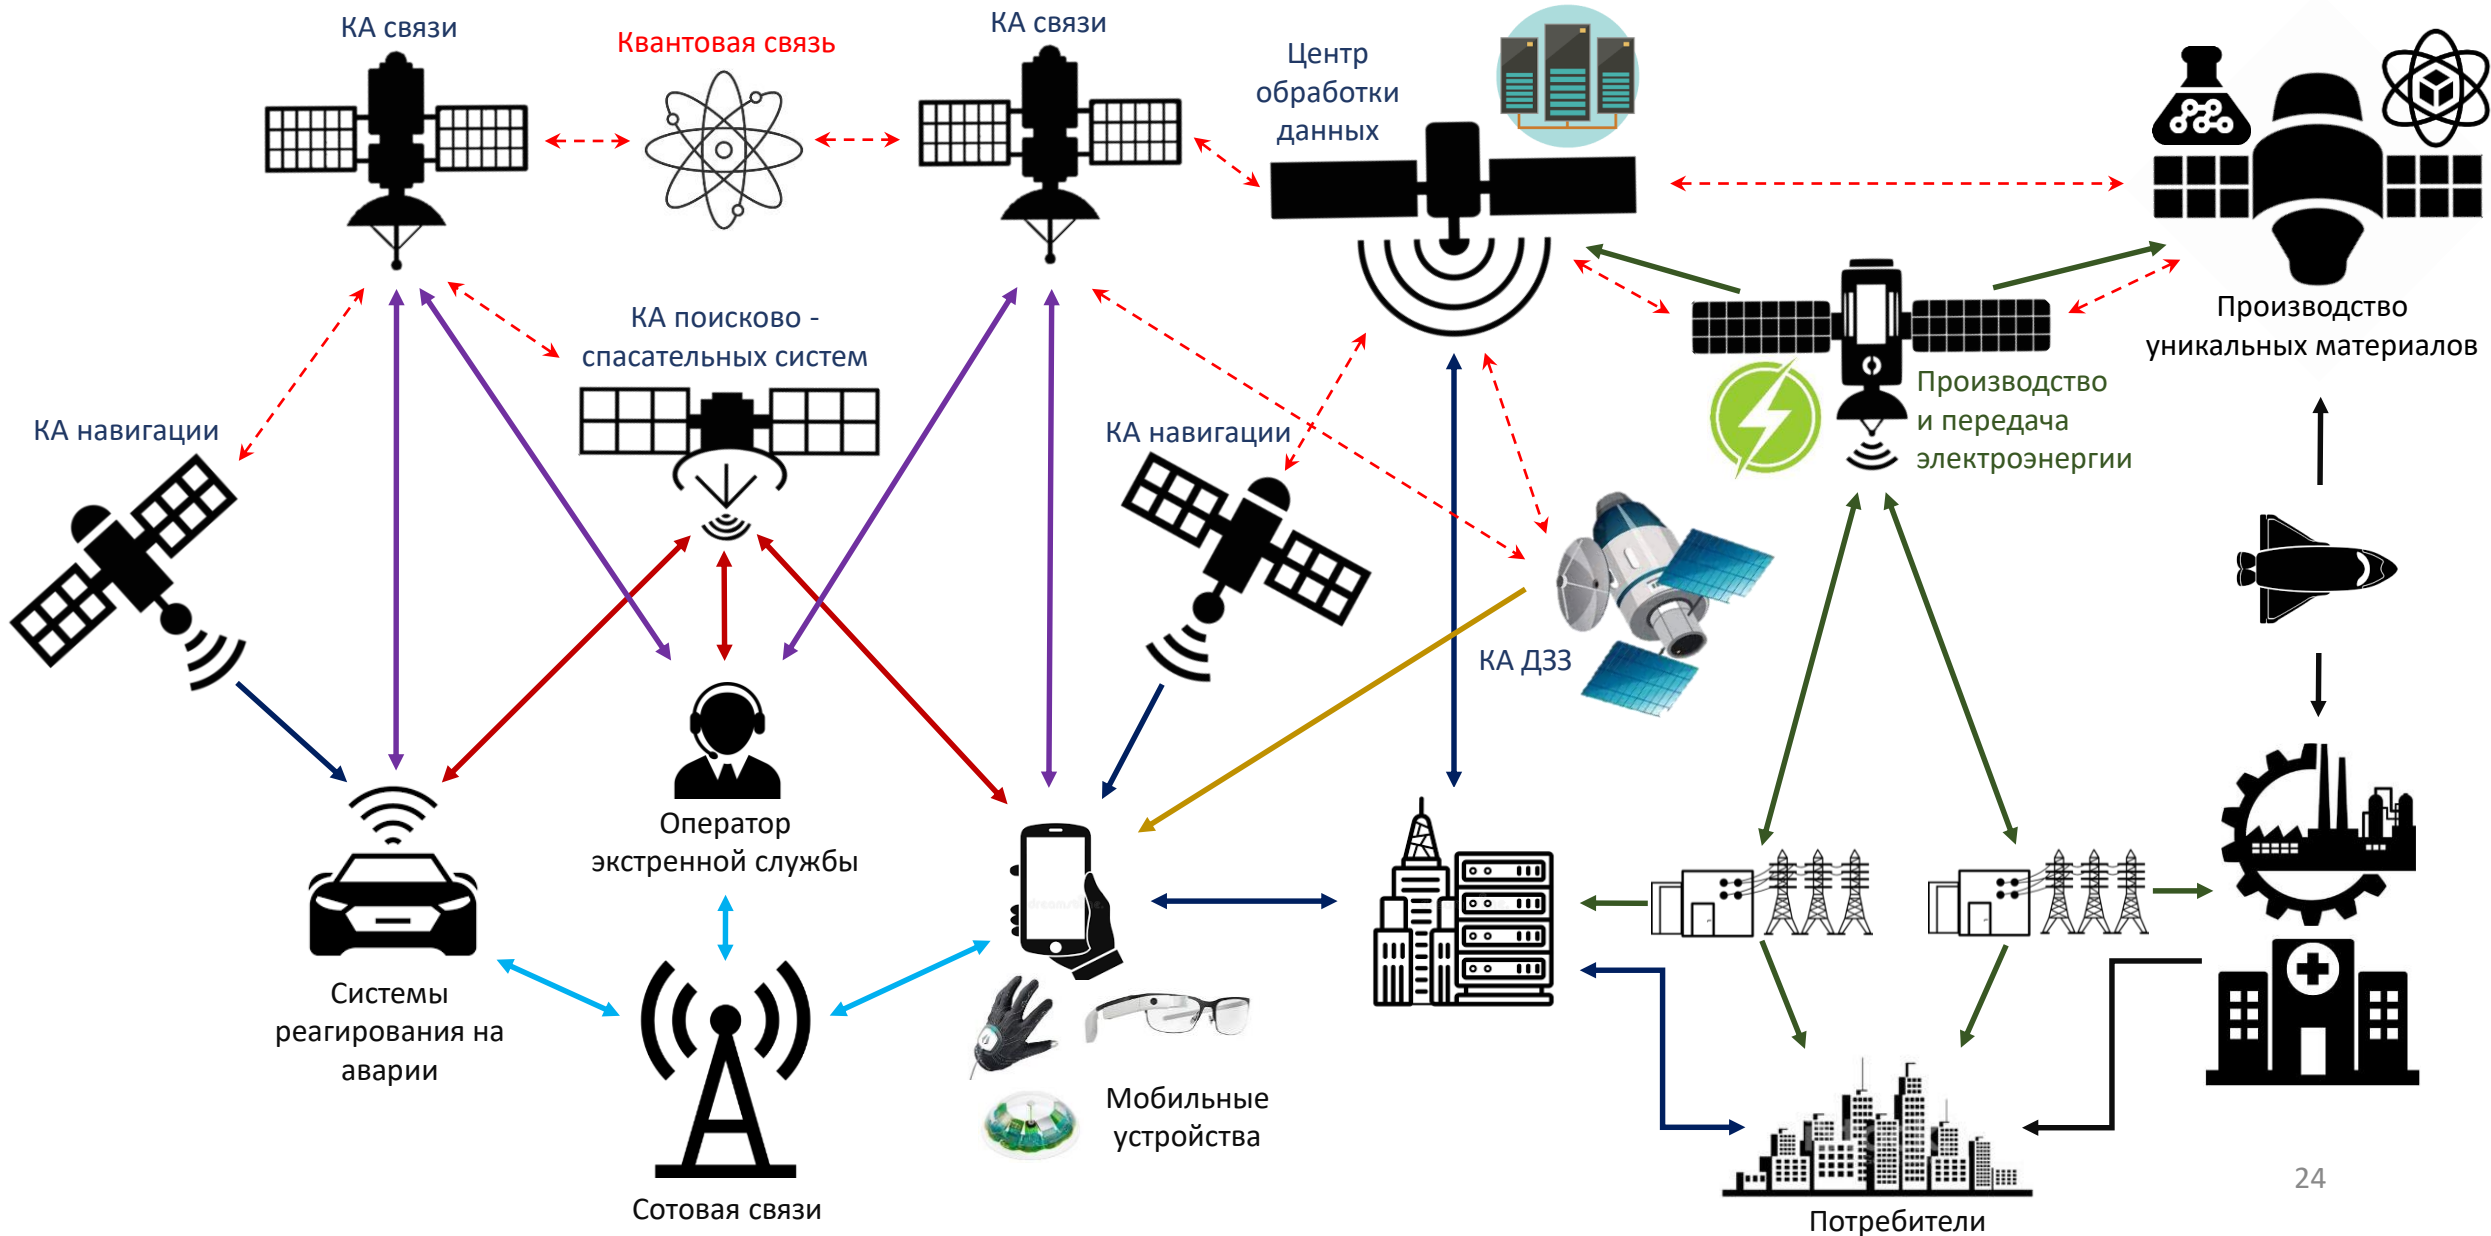 КА связи
Квантовая связь
КА связи
Центр
обработки
данных
КА поисково -
спасательных систем
Производство
уникальных материалов
КА навигации
КА навигации
Производство
и передача
электроэнергии
КА ДЗЗ
Оператор
экстренной службы
Системы
реагирования на
аварии
Мобильные
устройства
Сотовая связи
Потребители
24